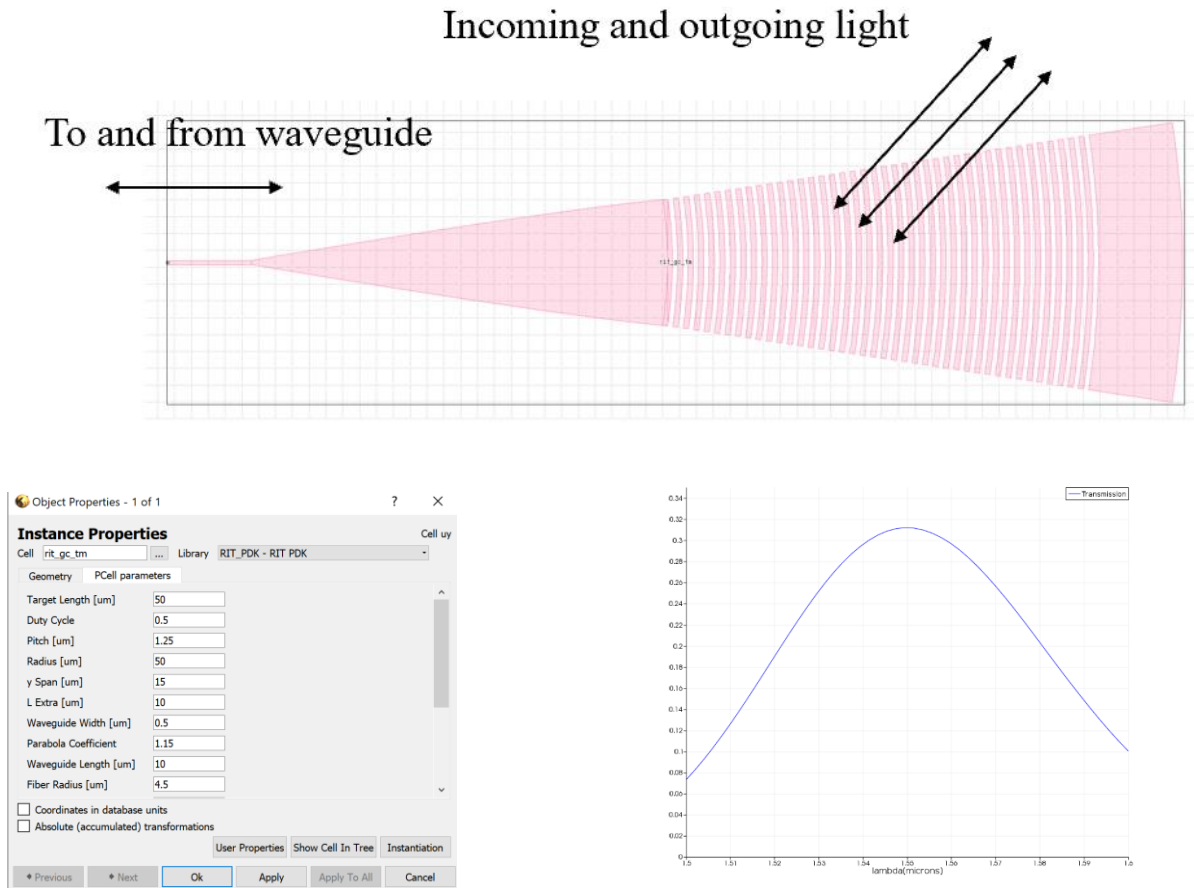 Incoming and outgoing light
To and from waveguide
rit_gc_tm
Object Properties - 1 of 1 ? ×
Instance Properties Cell uy
Cell rit_gc_tm ... Library RIT_PDK - RIT PDK
Geometry PCell parameters
Target Length [um] 50
Duty Cycle 0.5
Pitch [um] 1.25
Radius [um] 50
y Span [um] 15
L Extra [um] 10
Waveguide Width [um] 0.5
Parabola Coefficient 1.15
Waveguide Length [um] 10
Fiber Radius [um] 4.5
Coordinates in database units
Absolute (accumulated) transformations
User Properties Show Cell In Tree Instantiation
Previous Next Ok Apply Apply To All Cancel
Transmission
0.34
0.32
0.3
0.28
0.26
0.24
0.22
0.2
0.18
0.16
0.14
0.12
0.1
0.08
0.06
0.04
0.02
0
1.5 1.51 1.52 1.53 1.54 1.55 1.56 1.57 1.58 1.59 1.6
lambda(microns)